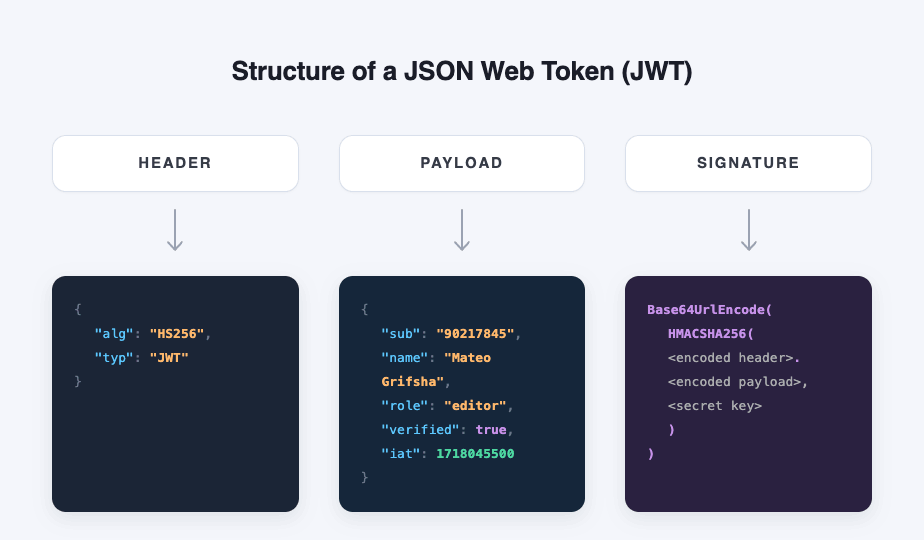 Structure of a JSON Web Token (JWT)
HEADER
PAYLOAD
SIGNATURE
{
"alg": "HS256",
"typ": "JWT"
}
{
"sub": "90217845",
"name": "Mateo
Grifsha",
"role": "editor",
"verified": true,
"iat": 1718045500
}
Base64UrlEncode(
HMACSHA256(
<encoded header>.
<encoded payload>,
<secret key>
)
)